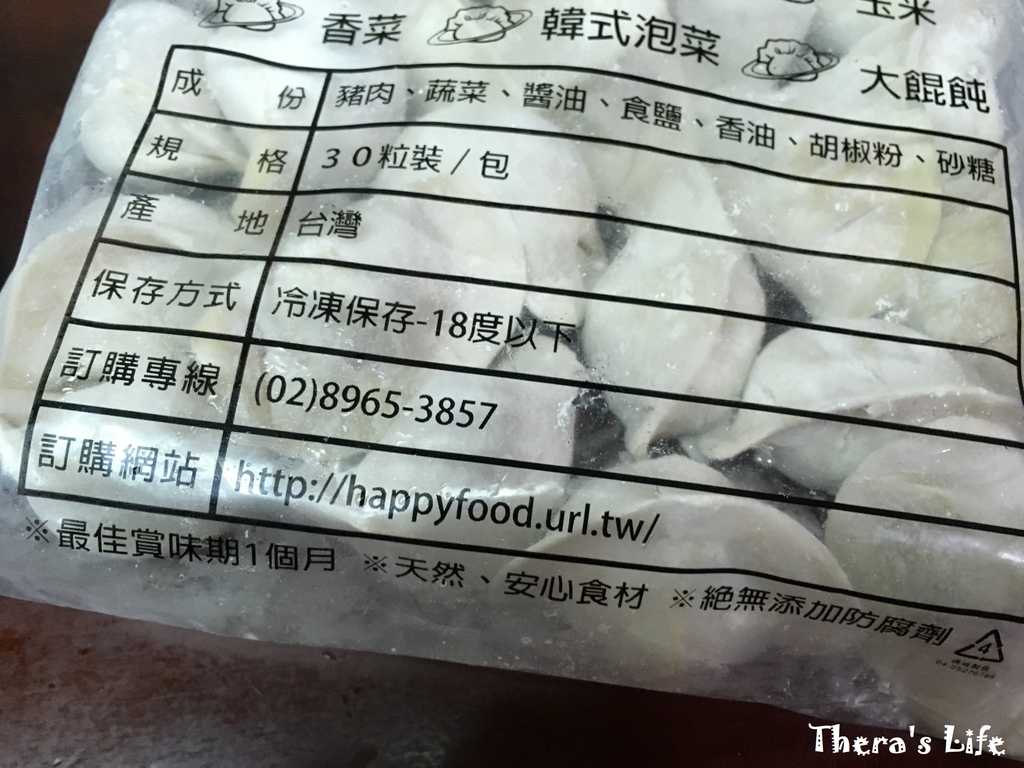 玉米
香菜 韓式泡菜 大餛飩
成份 豬肉、蔬菜、醬油、食鹽、香油、胡椒粉、砂糖
規格 30粒裝/包
產地 台灣
保存方式 冷凍保存-18度以下
訂購專線 (02)8965-3857
訂購網站 http://happyfood.url.tw/
※最佳賞味期1個月 ※天然、安心食材 ※絕無添加防腐劑
4
Thera's Life